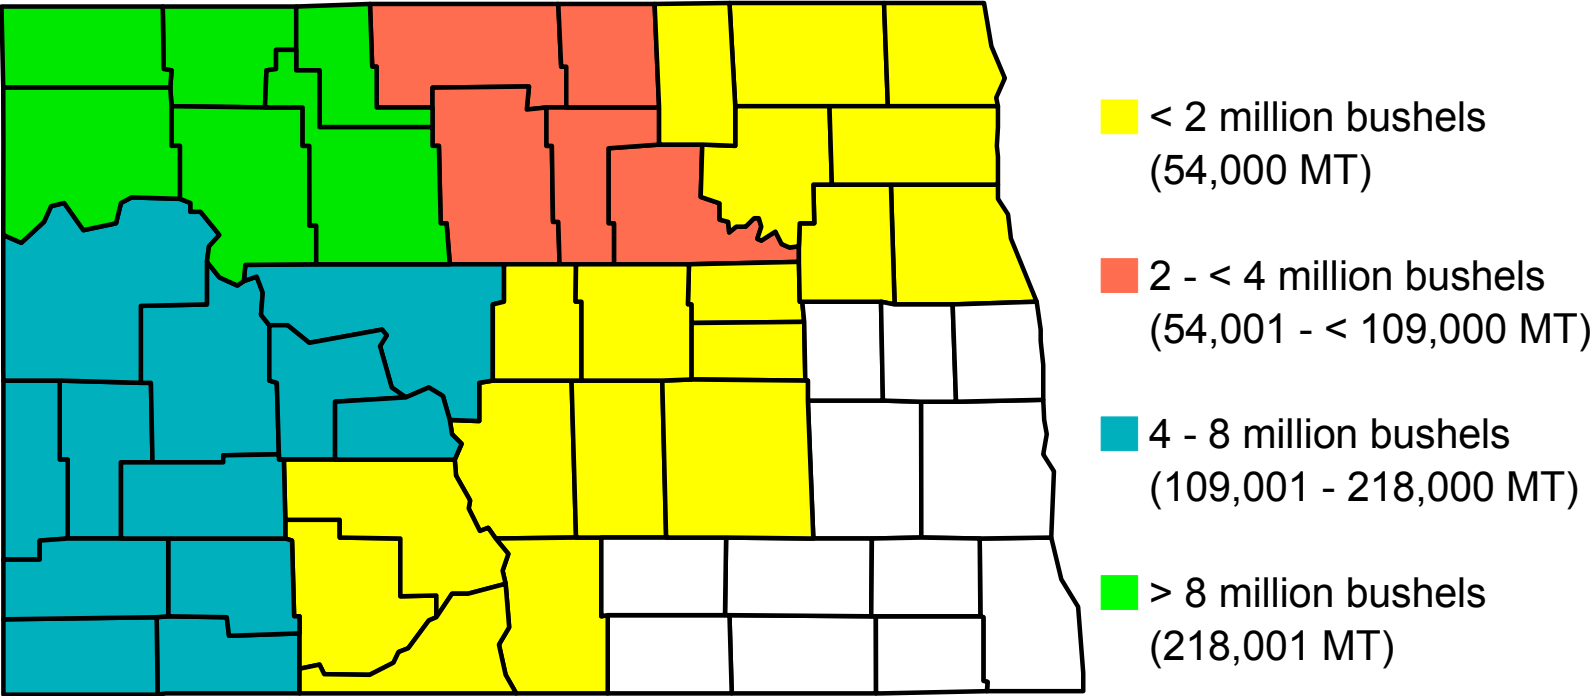 < 2 million bushels
(54,000 MT)
2 - < 4 million bushels
(54,001 - < 109,000 MT)
4 - 8 million bushels
(109,001 - 218,000 MT)
> 8 million bushels
(218,001 MT)